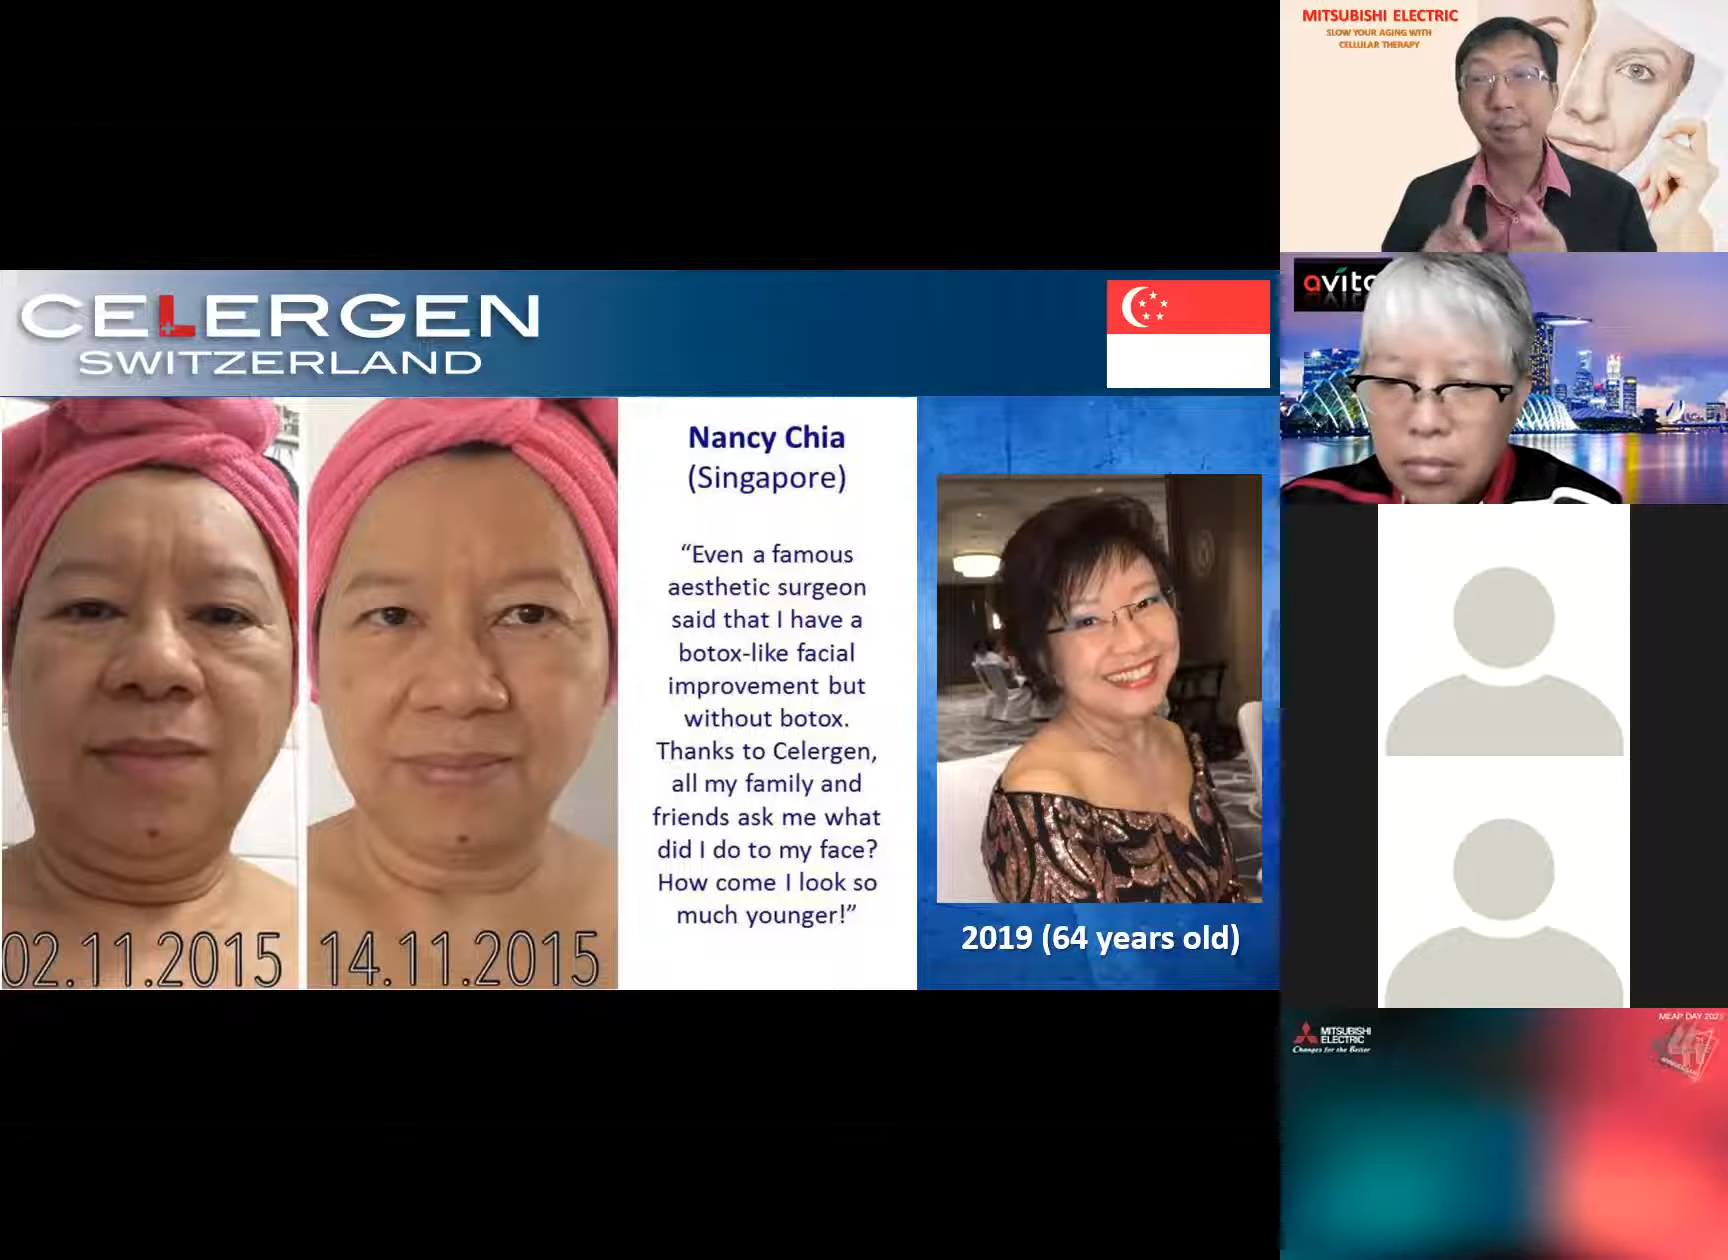 CELERGEN
SWITZERLAND
Nancy Chia
(Singapore)
“Even a famous
aesthetic surgeon
said that I have a
botox-like facial
improvement but
without botox.
Thanks to Celergen,
all my family and
friends ask me what
did I do to my face?
How come I look so
much younger!”
02.11.2015
14.11.2015
2019 (64 years old)
MITSUBISHI ELECTRIC
SLOW YOUR AGING WITH
CELLULAR THERAPY
MITSUBISHI
ELECTRIC
Changes for the Better
MEAP DAY